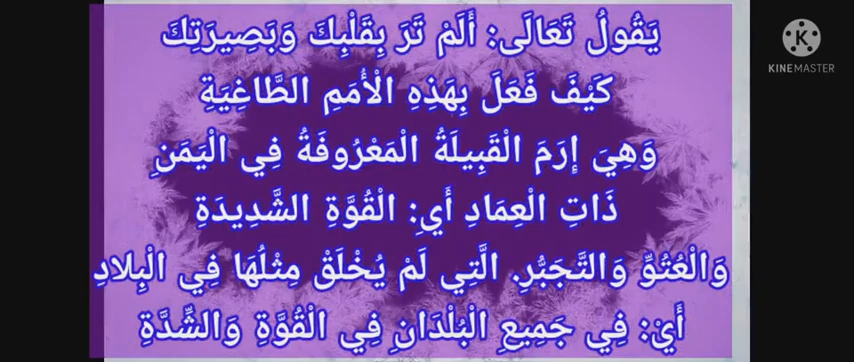 يَقُولُ تَعَالَى: أَلَمْ تَرَ بِقَلْبِكَ وَبَصِيرَتِكَ
كَيْفَ فَعَلَ بِهَذِهِ الْأُمَمِ الطَّاغِيَةِ
وَهِيَ إِرَمَ الْقَبِيلَةُ الْمَعْرُوفَةُ فِي الْيَمَنِ
ذَاتِ الْعِمَادِ أَيِ: الْقُوَّةِ الشَّدِيدَةِ
وَالْعُتُوِّ وَالتَّجَبُّرِ. الَّتِي لَمْ يُخْلَقْ مِثْلُهَا فِي الْبِلادِ
أَيْ: فِي جَمِيعِ الْبُلْدَانِ فِي الْقُوَّةِ وَالشِّدَّةِ
K
KINEMASTER